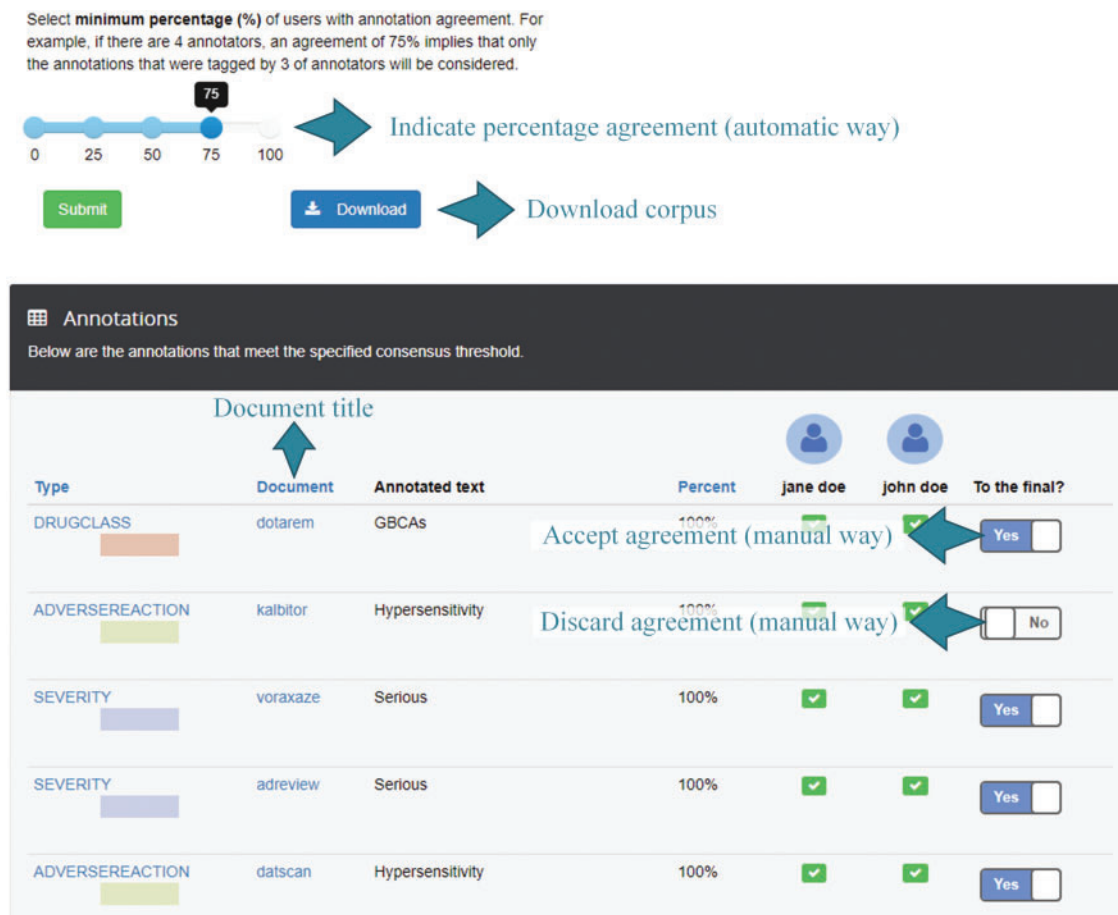 Select minimum percentage (%) of users with annotation agreement. For
example, if there are 4 annotators, an agreement of 75% implies that only
the annotations that were tagged by 3 of annotators will be considered.
75
Indicate percentage agreement (automatic way)
0 25 50 75 100
Submit Download Download corpus
Annotations
Below are the annotations that meet the specified consensus threshold.
Document title
Type Document Annotated text Percent jane doe john doe To the final?
DRUGCLASS dotarem GBCAs 100%
Accept agreement (manual way) Yes
ADVERSEREACTION kalbitor Hypersensitivity 100%
Discard agreement (manual way) No
SEVERITY voraxaze Serious 100% Yes
SEVERITY adreview Serious 100% Yes
ADVERSEREACTION datscan Hypersensitivity 100% Yes